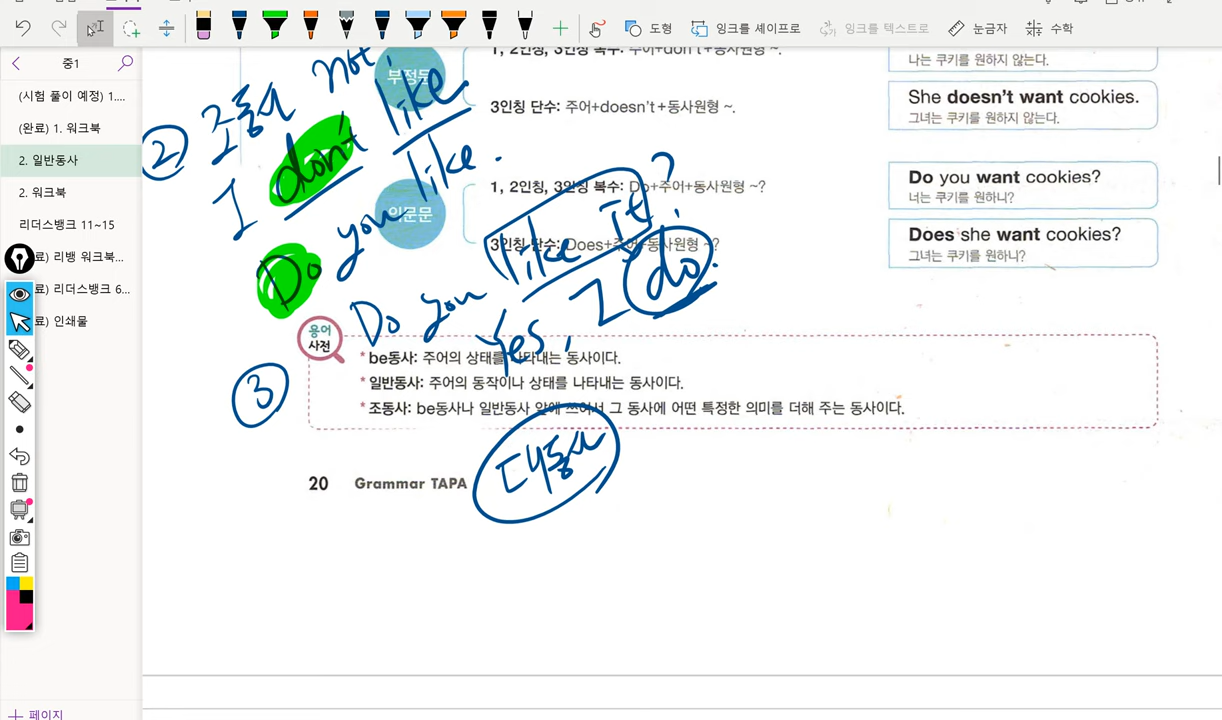 도형
잉크를 셰이프로
잉크를 텍스트로
눈금자
수학
중1
(시험 풀이 예정) 1....
(완료) 1. 워크북
2. 일반동사
2. 워크북
리더스뱅크 11~15
료) 리뱅 워크북...
료) 리더스뱅크 6...
료) 인쇄물
페이지
부정문
1, 2인칭, 3인칭 복수: 주어+don't+동사원형 ~.
나는 쿠키를 원하지 않는다.
3인칭 단수: 주어+doesn't+동사원형 ~.
She doesn't want cookies.
그녀는 쿠키를 원하지 않는다.
의문문
1, 2인칭, 3인칭 복수: Do+주어+동사원형 ~?
Do you want cookies?
너는 쿠키를 원하니?
3인칭 단수: Does+주어+동사원형 ~?
Does she want cookies?
그녀는 쿠키를 원하니?
② 조동사 not
I don't like
Do you like .
Do you like it?
Yes, I do.
③
대동사
용어
사전
* be동사: 주어의 상태를 나타내는 동사이다.
* 일반동사: 주어의 동작이나 상태를 나타내는 동사이다.
* 조동사: be동사나 일반동사 앞에 쓰여서 그 동사에 어떤 특정한 의미를 더해 주는 동사이다.
20 Grammar TAPA